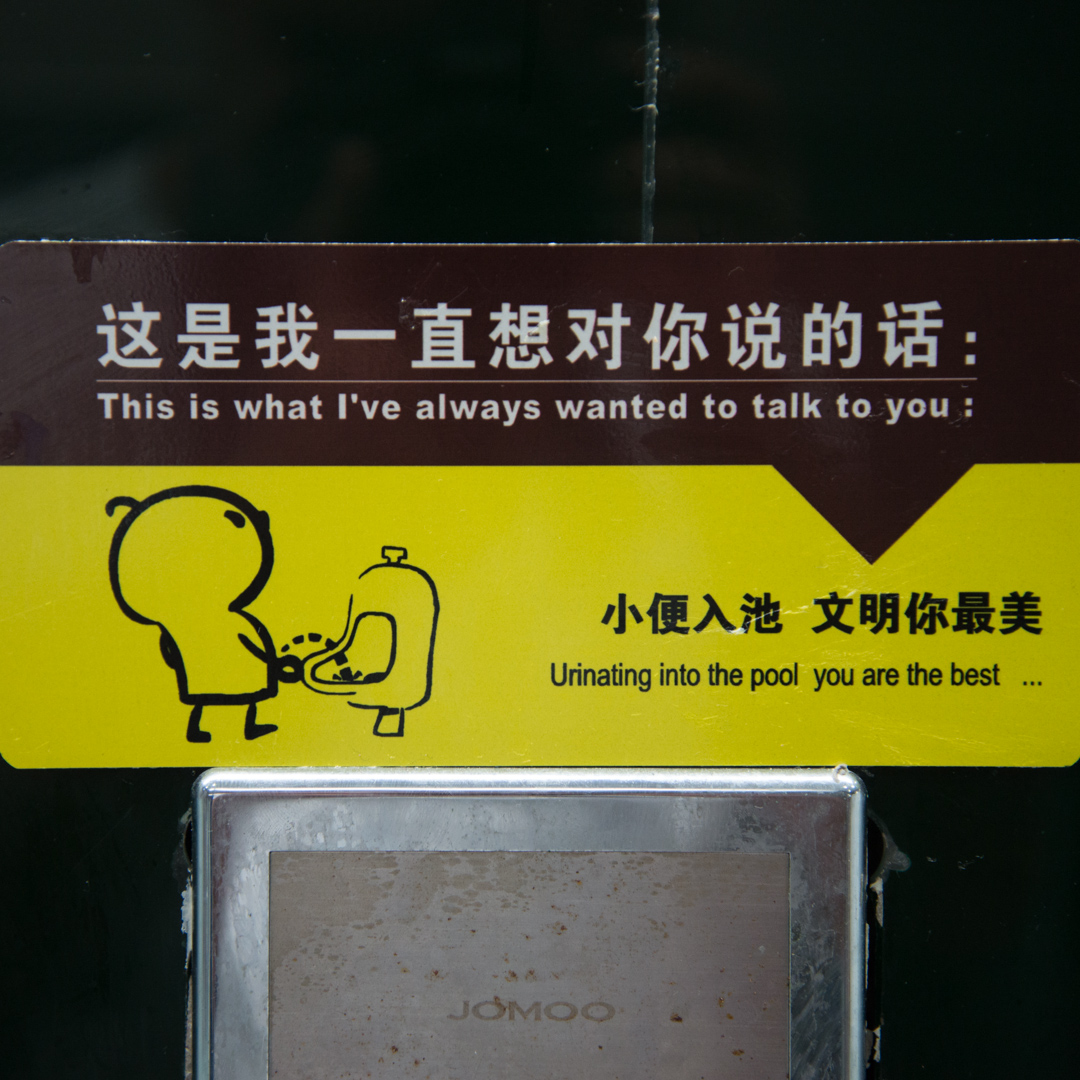 这是我一直想对你说的话:
This is what I've always wanted to talk to you :
小便入池 文明你最美
Urinating into the pool you are the best ...
JOMOO